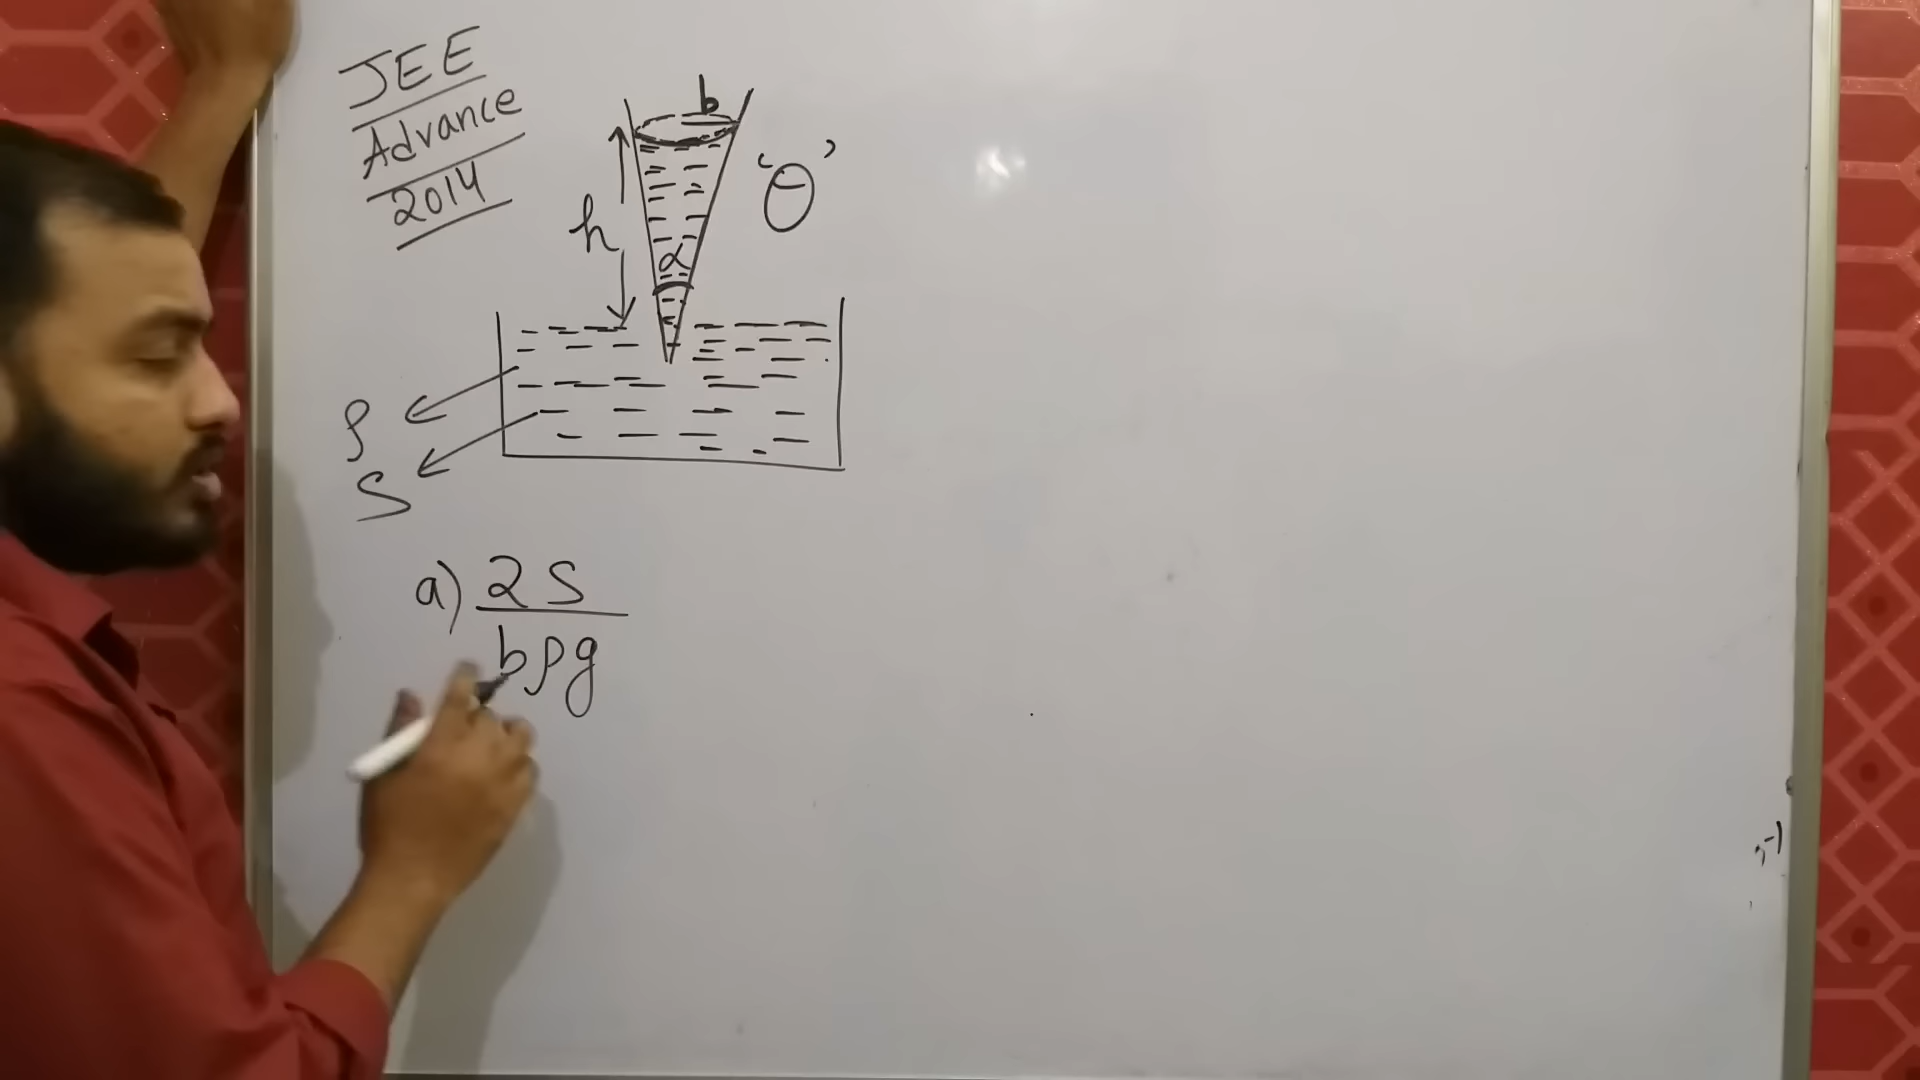 JEE
Advance
2014
b
'θ'
h
α
ρ
S
a) 2S
bρg